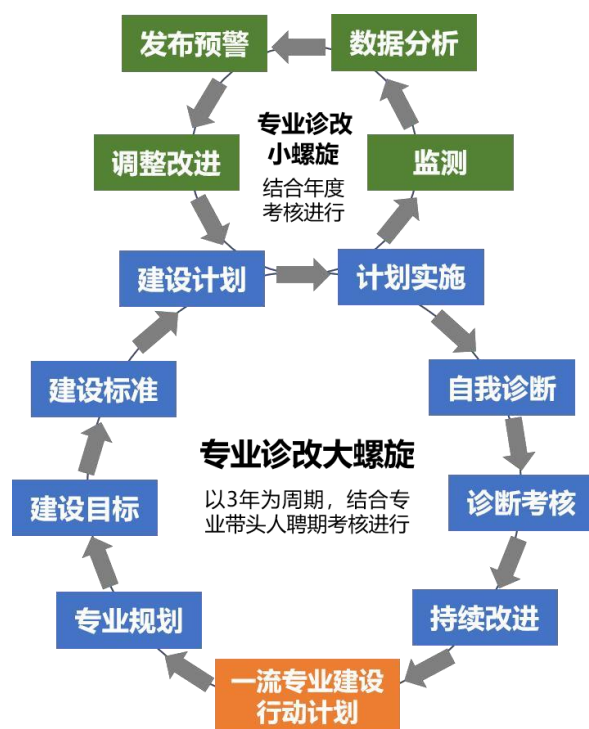 发布预警
数据分析
专业诊改
小螺旋
结合年度
考核进行
调整改进
监测
建设计划
计划实施
建设标准
自我诊断
专业诊改大螺旋
以3年为周期，结合专
业带头人聘期考核进行
建设目标
诊断考核
专业规划
持续改进
一流专业建设
行动计划